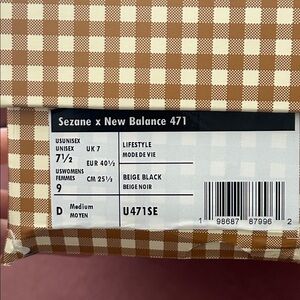 Sezane x New Balance 471
USUNISEX
UNISEX
7½
UK 7
EUR 40½
USWOMENS
FEMMES
9
CM 25½
D Medium
MOYEN
LIFESTYLE
MODE DE VIE
BEIGE BLACK
BEIGE NOIR
U471SE
1 98687 87996 2